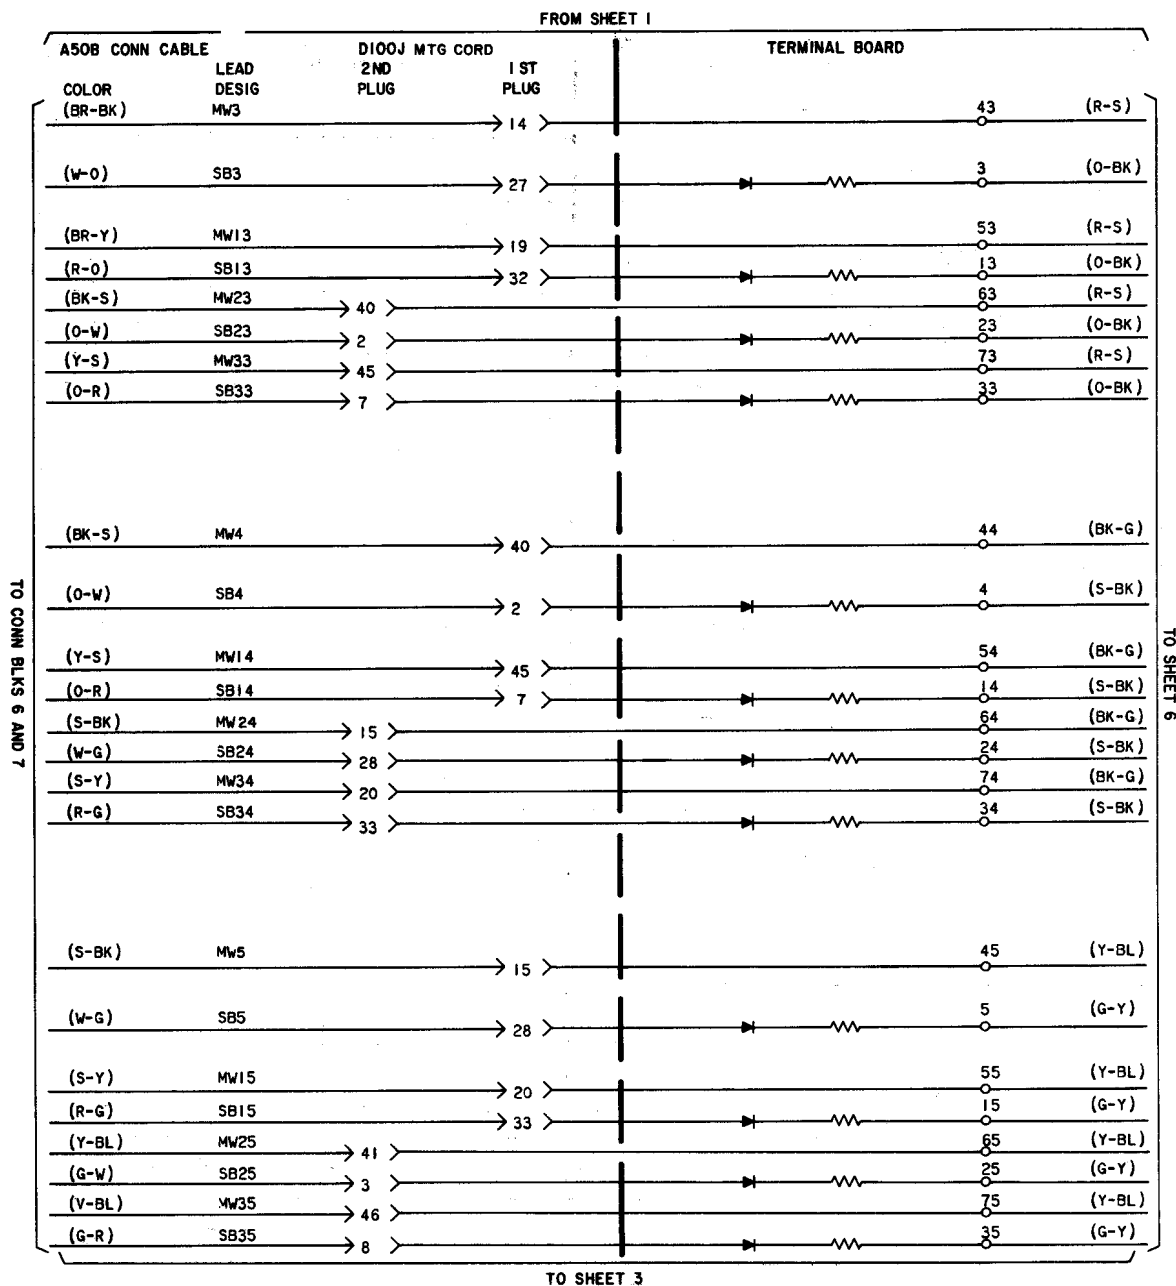 FROM SHEET 1
A50B CONN CABLE D100J MTG CORD TERMINAL BOARD
LEAD 2ND 1ST
COLOR DESIG PLUG PLUG
(BR-BK) MW3 14 43 (R-S)
(W-O) SB3 27 3 (O-BK)
(BR-Y) MW13 19 53 (R-S)
(R-O) SB13 32 13 (O-BK)
(BK-S) MW23 40 63 (R-S)
(O-W) SB23 2 23 (O-BK)
(Y-S) MW33 45 73 (R-S)
(O-R) SB33 7 33 (O-BK)
(BK-S) MW4 40 44 (BK-G)
(O-W) SB4 2 4 (S-BK)
(Y-S) MW14 45 54 (BK-G)
(O-R) SB14 7 14 (S-BK)
(S-BK) MW24 15 64 (BK-G)
(W-G) SB24 28 24 (S-BK)
(S-Y) MW34 20 74 (BK-G)
(R-G) SB34 33 34 (S-BK)
(S-BK) MW5 15 45 (Y-BL)
(W-G) SB5 28 5 (G-Y)
(S-Y) MW15 20 55 (Y-BL)
(R-G) SB15 33 15 (G-Y)
(Y-BL) MW25 41 65 (Y-BL)
(G-W) SB25 3 25 (G-Y)
(V-BL) MW35 46 75 (Y-BL)
(G-R) SB35 8 35 (G-Y)
TO CONN BLKS 6 AND 7
TO SHEET 6
TO SHEET 3